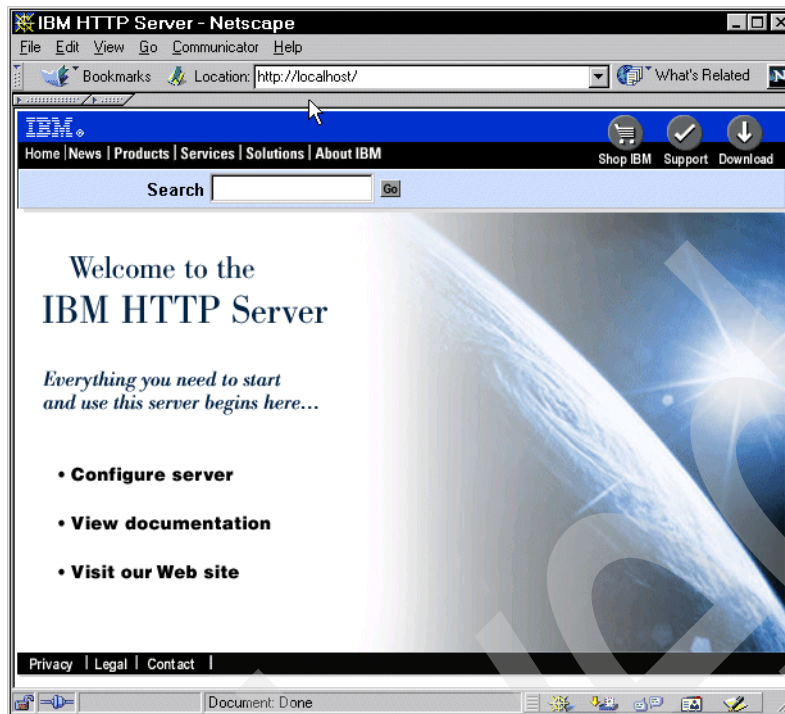 IBM HTTP Server - Netscape
File Edit View Go Communicator Help
Bookmarks Location: http://localhost/ What's Related N
IBM®
Home | News | Products | Services | Solutions | About IBM
Shop IBM Support Download
Search Go
Welcome to the
IBM HTTP Server
Everything you need to start
and use this server begins here...
• Configure server
• View documentation
• Visit our Web site
Privacy | Legal | Contact |
Document: Done